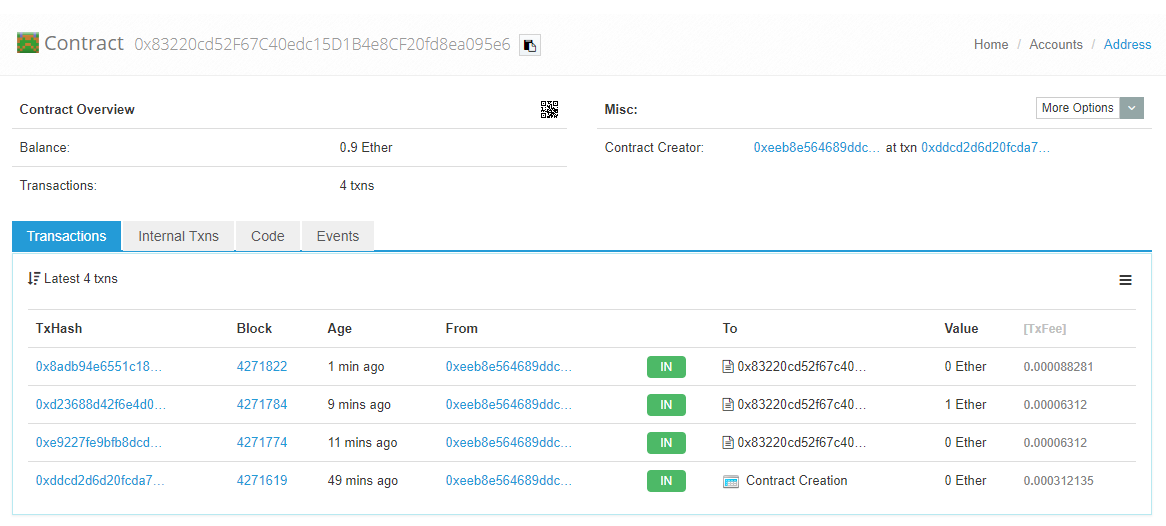 Contract 0x83220cd52F67C40edc15D1B4e8CF20fd8ea095e6
Home / Accounts / Address
Contract Overview
Misc:
More Options
Balance: 0.9 Ether
Contract Creator: 0xeeb8e564689ddc... at txn 0xddcd2d6d20fcda7...
Transactions: 4 txns
Transactions Internal Txns Code Events
Latest 4 txns
TxHash Block Age From To Value [TxFee]
0x8adb94e6551c18... 4271822 1 min ago 0xeeb8e564689ddc... IN 0x83220cd52f67c40... 0 Ether 0.000088281
0xd23688d42f6e4d0... 4271784 9 mins ago 0xeeb8e564689ddc... IN 0x83220cd52f67c40... 1 Ether 0.00006312
0xe9227fe9bfb8dcd... 4271774 11 mins ago 0xeeb8e564689ddc... IN 0x83220cd52f67c40... 0 Ether 0.00006312
0xddcd2d6d20fcda7... 4271619 49 mins ago 0xeeb8e564689ddc... IN Contract Creation 0 Ether 0.000312135